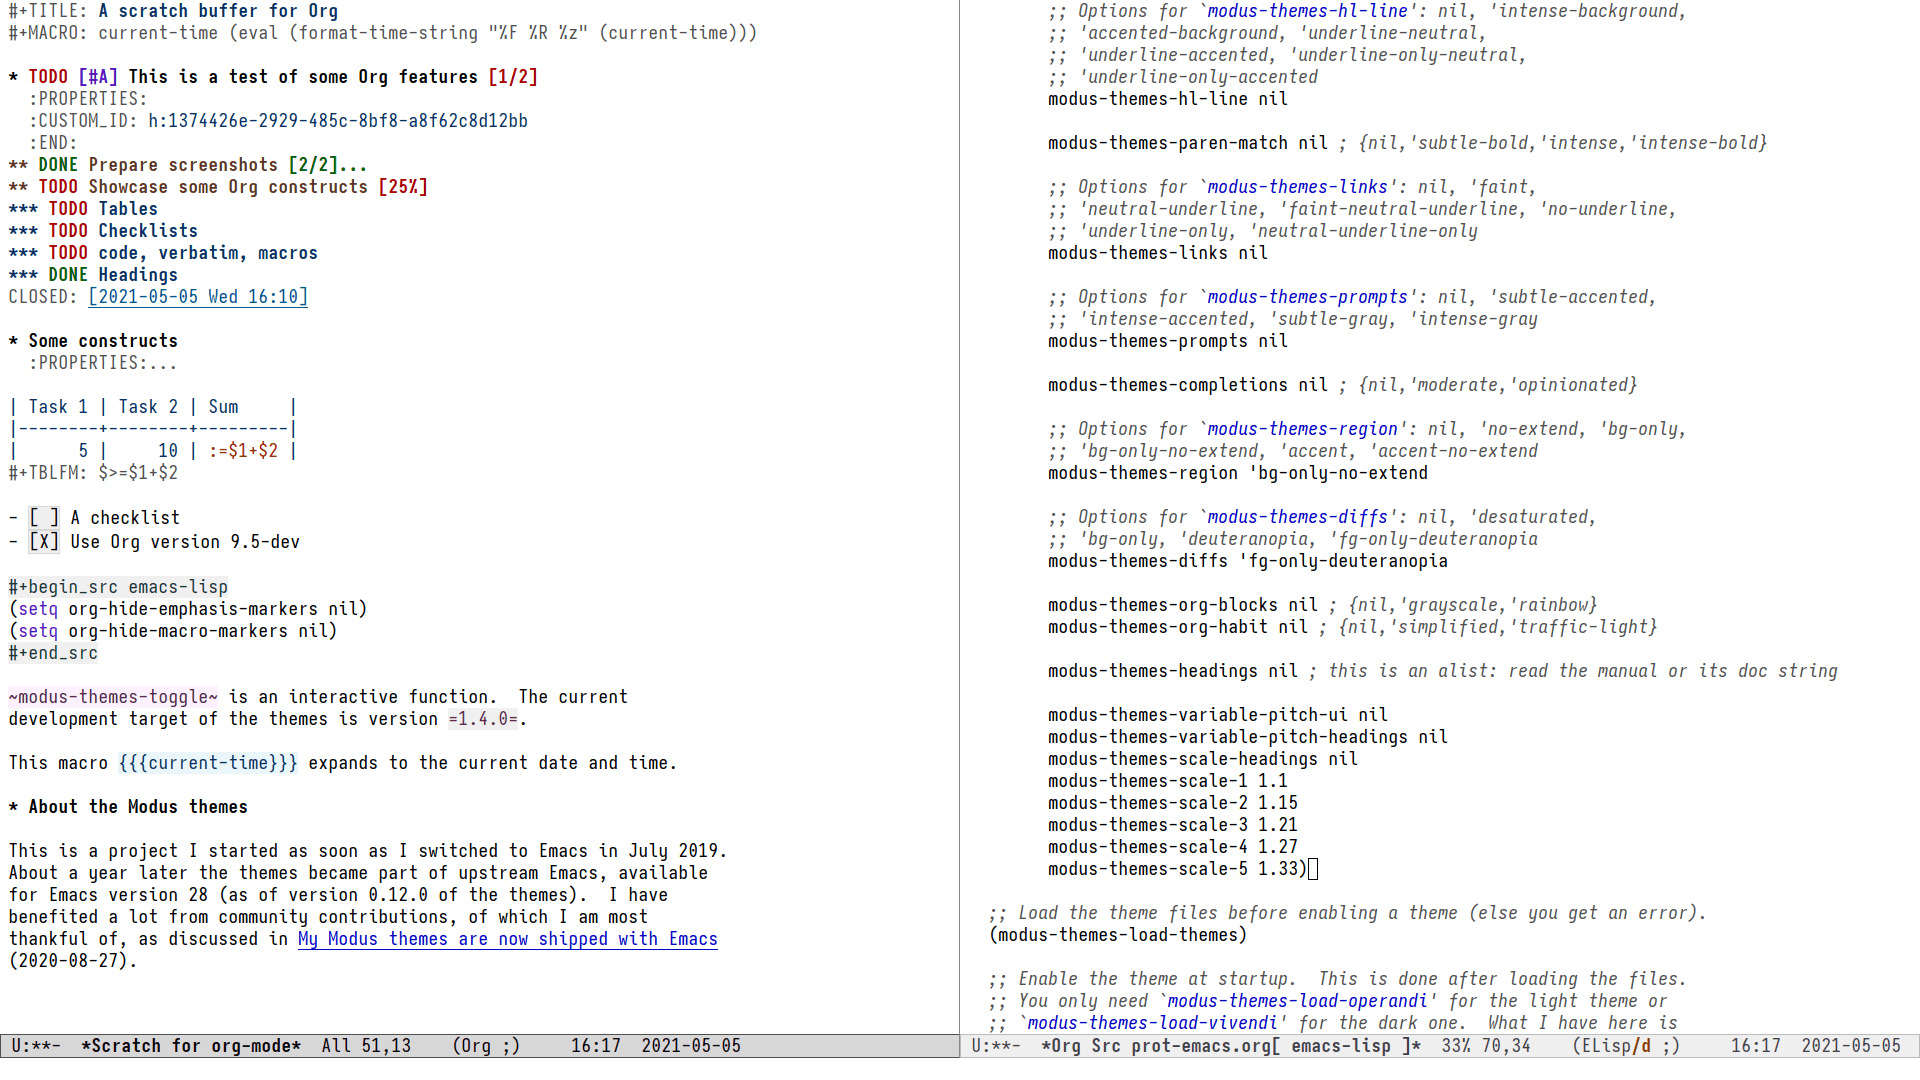 #+TITLE: A scratch buffer for Org
#+MACRO: current-time (eval (format-time-string "%F %R %z" (current-time)))
* TODO [#A] This is a test of some Org features [1/2]
  :PROPERTIES:
  :CUSTOM_ID: h:1374426e-2929-485c-8bf8-a8f62c8d12bb
  :END:
** DONE Prepare screenshots [2/2]...
** TODO Showcase some Org constructs [25%]
*** TODO Tables
*** TODO Checklists
*** TODO code, verbatim, macros
*** DONE Headings
CLOSED: [2021-05-05 Wed 16:10]
* Some constructs
  :PROPERTIES:...
| Task 1 | Task 2 | Sum     |
|--------+--------+---------|
|      5 |     10 | :=$1+$2 |
#+TBLFM: $>=$1+$2
- [ ] A checklist
- [X] Use Org version 9.5-dev
#+begin_src emacs-lisp
(setq org-hide-emphasis-markers nil)
(setq org-hide-macro-markers nil)
#+end_src
~modus-themes-toggle~ is an interactive function.  The current
development target of the themes is version =1.4.0=.
This macro {{{current-time}}} expands to the current date and time.
* About the Modus themes
This is a project I started as soon as I switched to Emacs in July 2019.
About a year later the themes became part of upstream Emacs, available
for Emacs version 28 (as of version 0.12.0 of the themes).  I have
benefited a lot from community contributions, of which I am most
thankful of, as discussed in My Modus themes are now shipped with Emacs
(2020-08-27).
U:**-  *Scratch for org-mode*  All 51,13    (Org ;)     16:17  2021-05-05
;; Options for `modus-themes-hl-line': nil, 'intense-background,
;; 'accented-background, 'underline-neutral,
;; 'underline-accented, 'underline-only-neutral,
;; 'underline-only-accented
modus-themes-hl-line nil
modus-themes-paren-match nil ; {nil,'subtle-bold,'intense,'intense-bold}
;; Options for `modus-themes-links': nil, 'faint,
;; 'neutral-underline, 'faint-neutral-underline, 'no-underline,
;; 'underline-only, 'neutral-underline-only
modus-themes-links nil
;; Options for `modus-themes-prompts': nil, 'subtle-accented,
;; 'intense-accented, 'subtle-gray, 'intense-gray
modus-themes-prompts nil
modus-themes-completions nil ; {nil,'moderate,'opinionated}
;; Options for `modus-themes-region': nil, 'no-extend, 'bg-only,
;; 'bg-only-no-extend, 'accent, 'accent-no-extend
modus-themes-region 'bg-only-no-extend
;; Options for `modus-themes-diffs': nil, 'desaturated,
;; 'bg-only, 'deuteranopia, 'fg-only-deuteranopia
modus-themes-diffs 'fg-only-deuteranopia
modus-themes-org-blocks nil ; {nil,'grayscale,'rainbow}
modus-themes-org-habit nil ; {nil,'simplified,'traffic-light}
modus-themes-headings nil ; this is an alist: read the manual or its doc string
modus-themes-variable-pitch-ui nil
modus-themes-variable-pitch-headings nil
modus-themes-scale-headings nil
modus-themes-scale-1 1.1
modus-themes-scale-2 1.15
modus-themes-scale-3 1.21
modus-themes-scale-4 1.27
modus-themes-scale-5 1.33)
;; Load the theme files before enabling a theme (else you get an error).
(modus-themes-load-themes)
;; Enable the theme at startup.  This is done after loading the files.
;; You only need `modus-themes-load-operandi' for the light theme or
;; `modus-themes-load-vivendi' for the dark one.  What I have here is
U:**-  *Org Src prot-emacs.org[ emacs-lisp ]*  33% 70,34    (ELisp/d ;)     16:17  2021-05-05